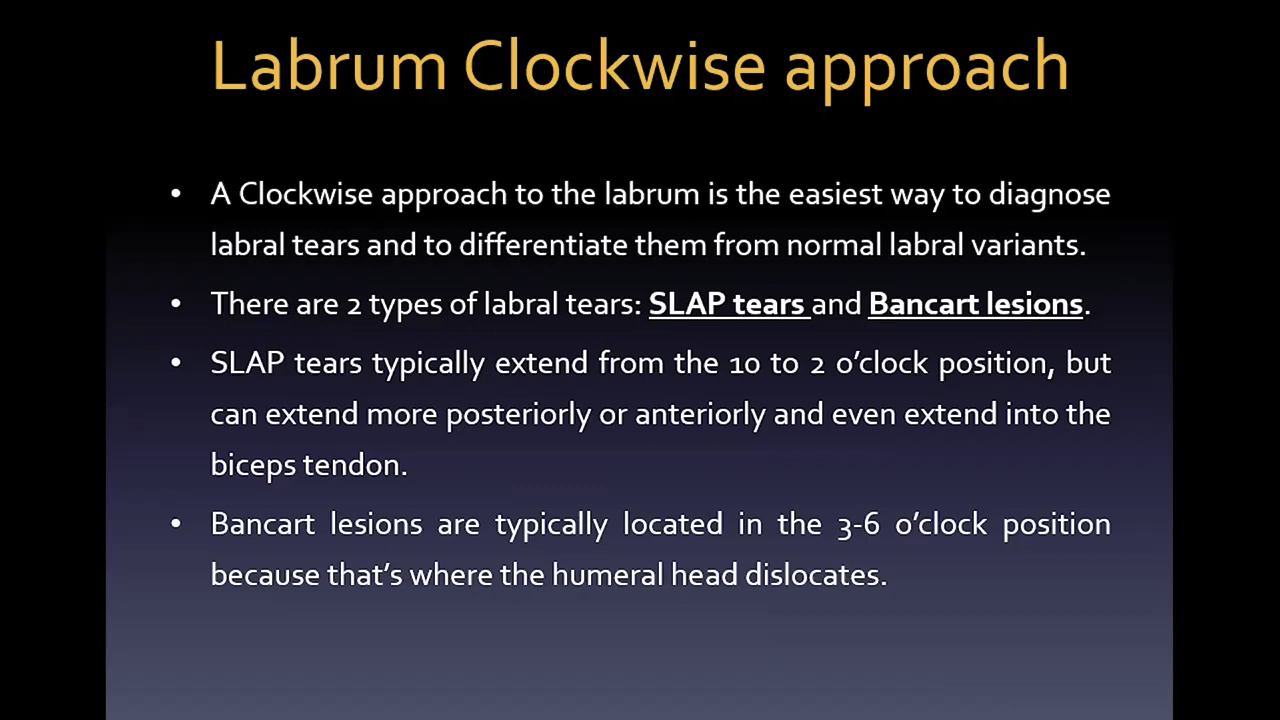 Labrum Clockwise approach
• A Clockwise approach to the labrum is the easiest way to diagnose
labral tears and to differentiate them from normal labral variants.
• There are 2 types of labral tears: SLAP tears and Bancart lesions.
• SLAP tears typically extend from the 10 to 2 o’clock position, but
can extend more posteriorly or anteriorly and even extend into the
biceps tendon.
• Bancart lesions are typically located in the 3-6 o’clock position
because that’s where the humeral head dislocates.